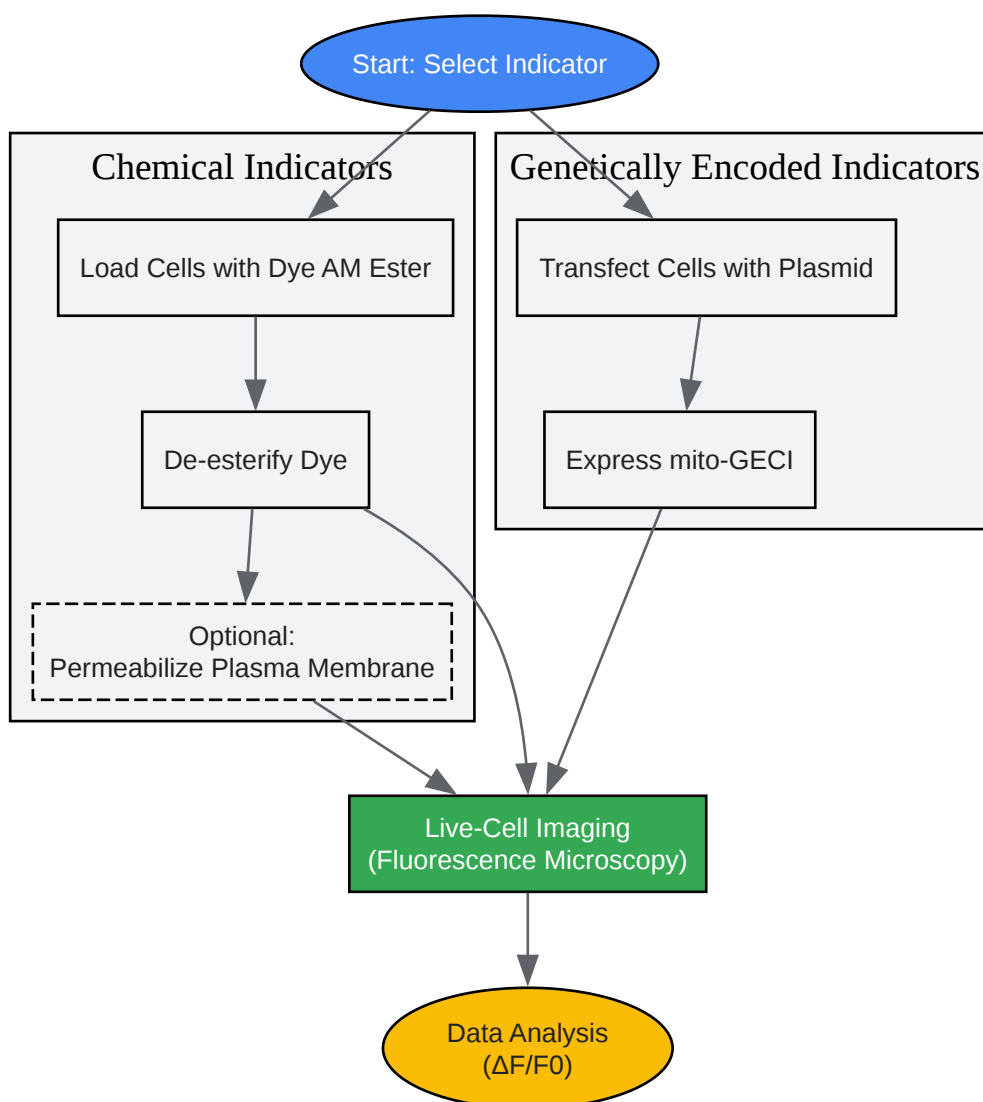 Start: Select Indicator
Chemical Indicators
Load Cells with Dye AM Ester
De-esterify Dye
Optional:
Permeabilize Plasma Membrane
Genetically Encoded Indicators
Transfect Cells with Plasmid
Express mito-GECI
Live-Cell Imaging
(Fluorescence Microscopy)
Data Analysis
(ΔF/F0)